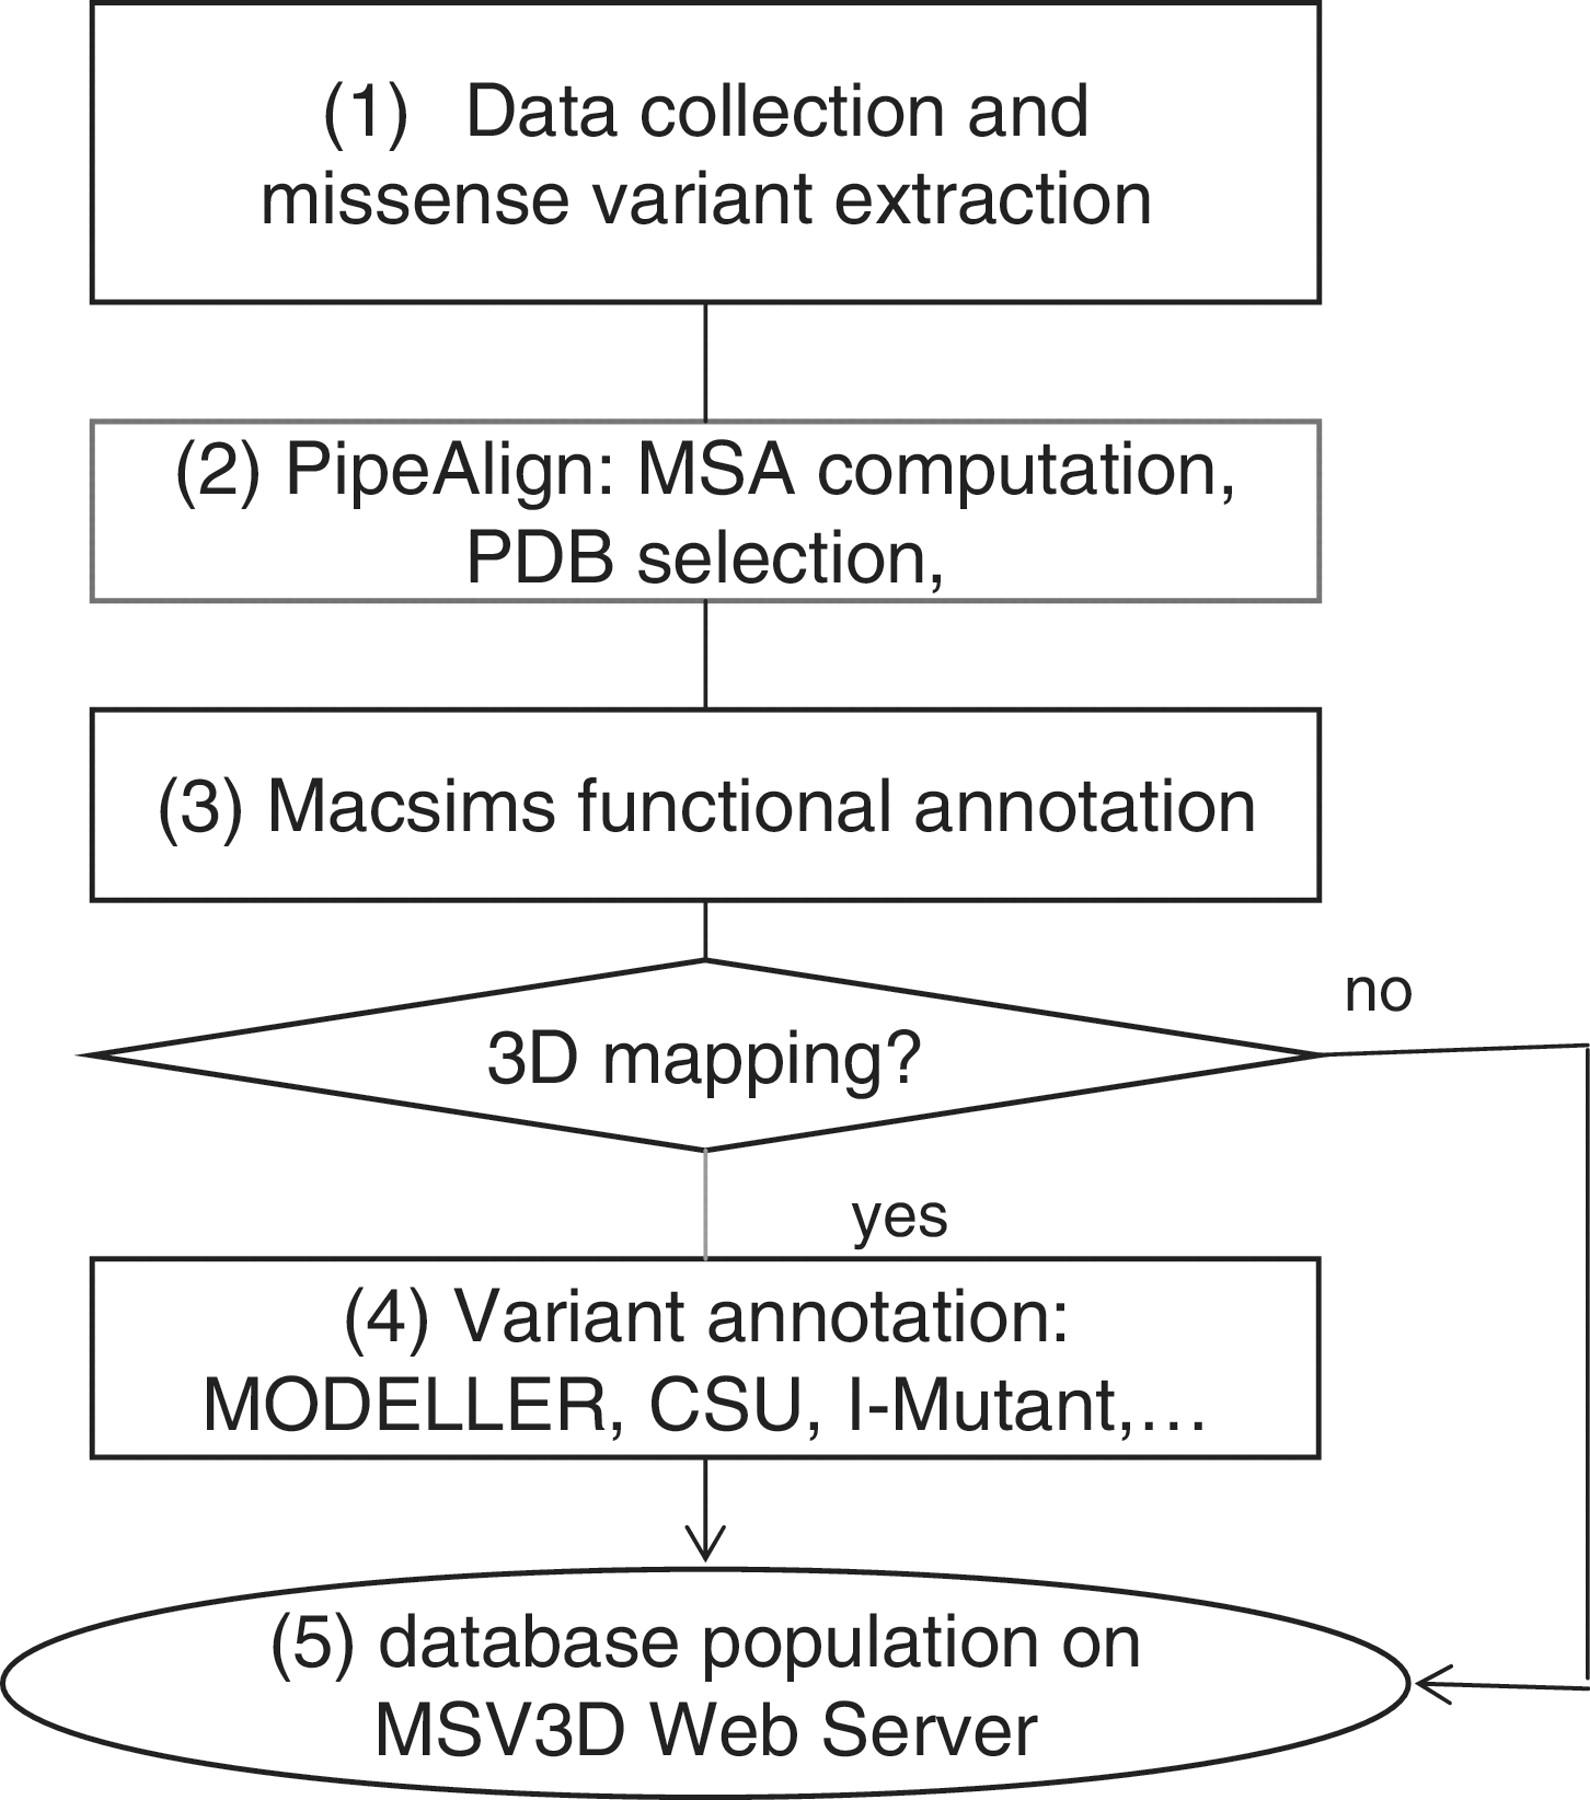 (1) Data collection and
missense variant extraction
(2) PipeAlign: MSA computation,
PDB selection,
(3) Macsims functional annotation
3D mapping?
no
yes
(4) Variant annotation:
MODELLER, CSU, I-Mutant,...
(5) database population on
MSV3D Web Server